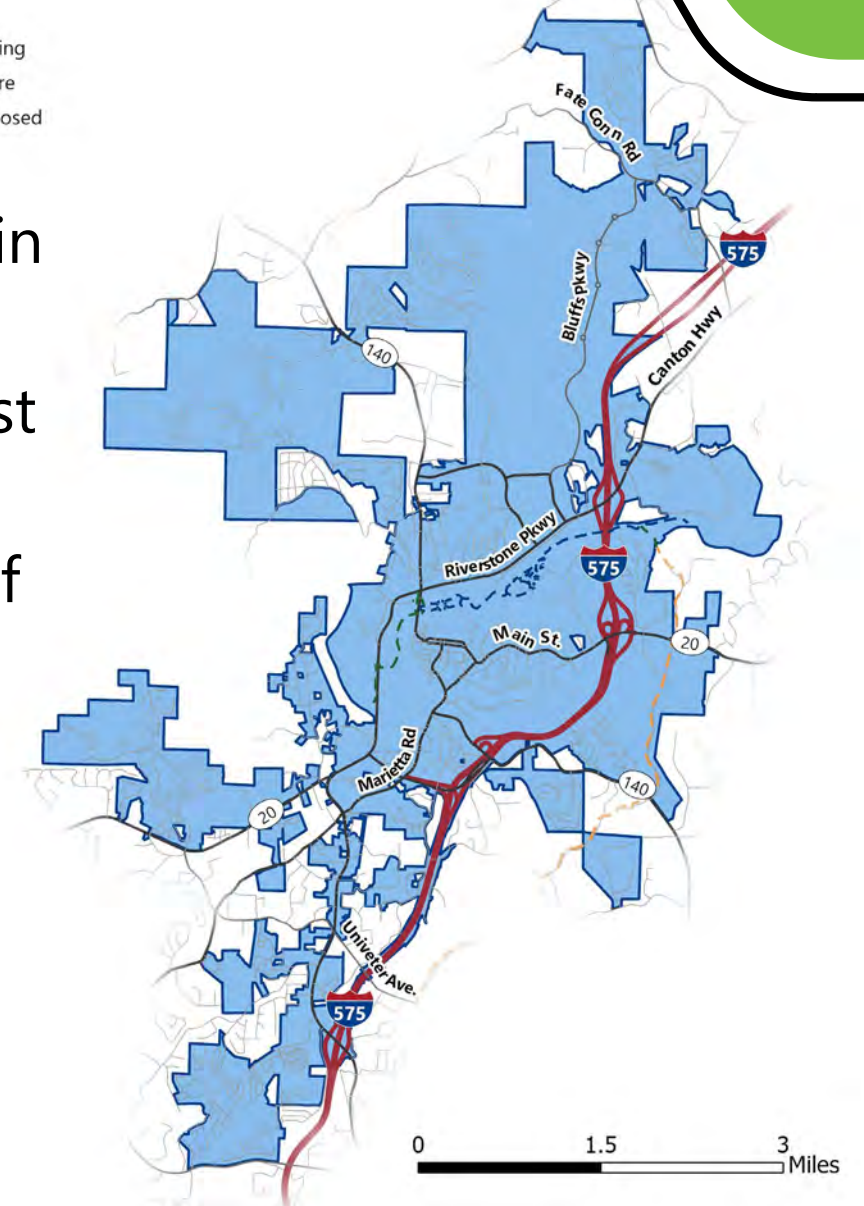 ing
re
osed
in
st
f
Fate Conn Rd
575
Bluffs pkwy
Canton Hwy
140
Riverstone Pkwy
575
Main St.
20
Marietta Rd
140
20
Univeter Ave.
575
0 1.5 3
Miles